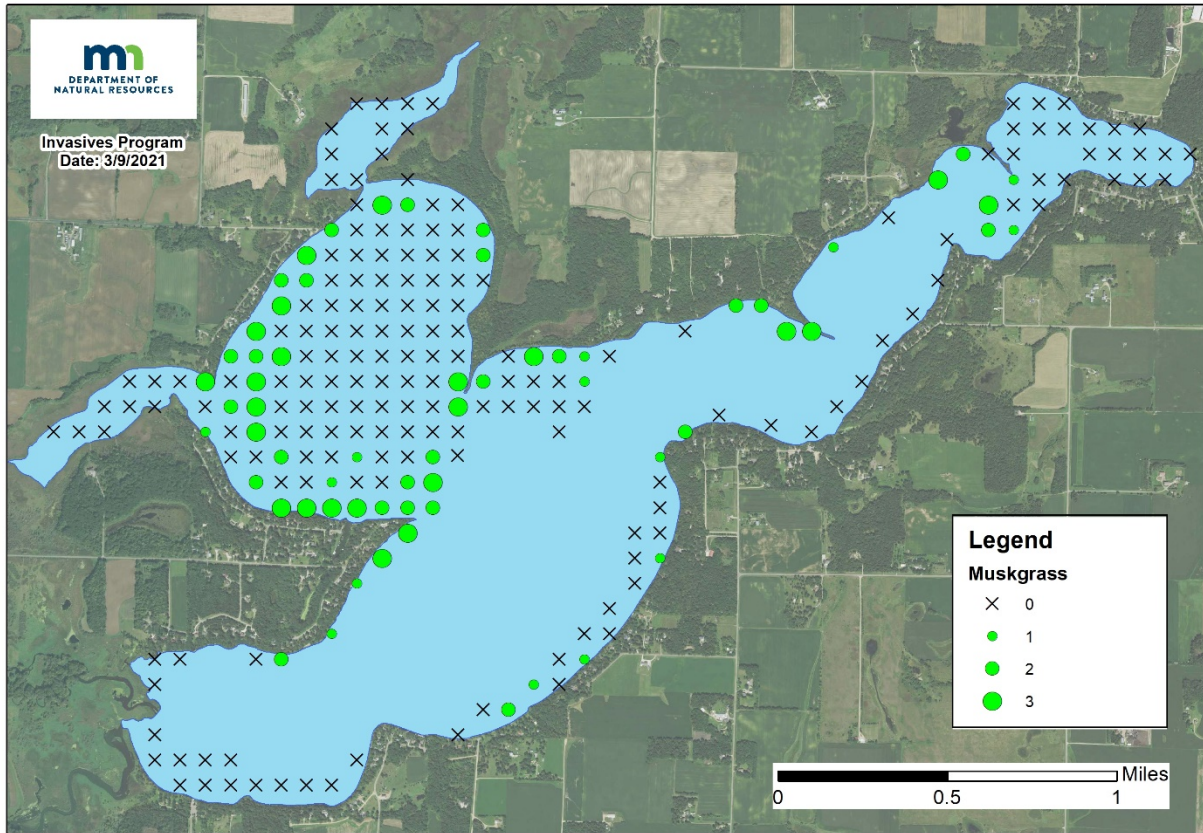 DEPARTMENT OF
NATURAL RESOURCES
Invasives Program
Date: 3/9/2021
Legend
Muskgrass
0
1
2
3
Miles
0 0.5 1